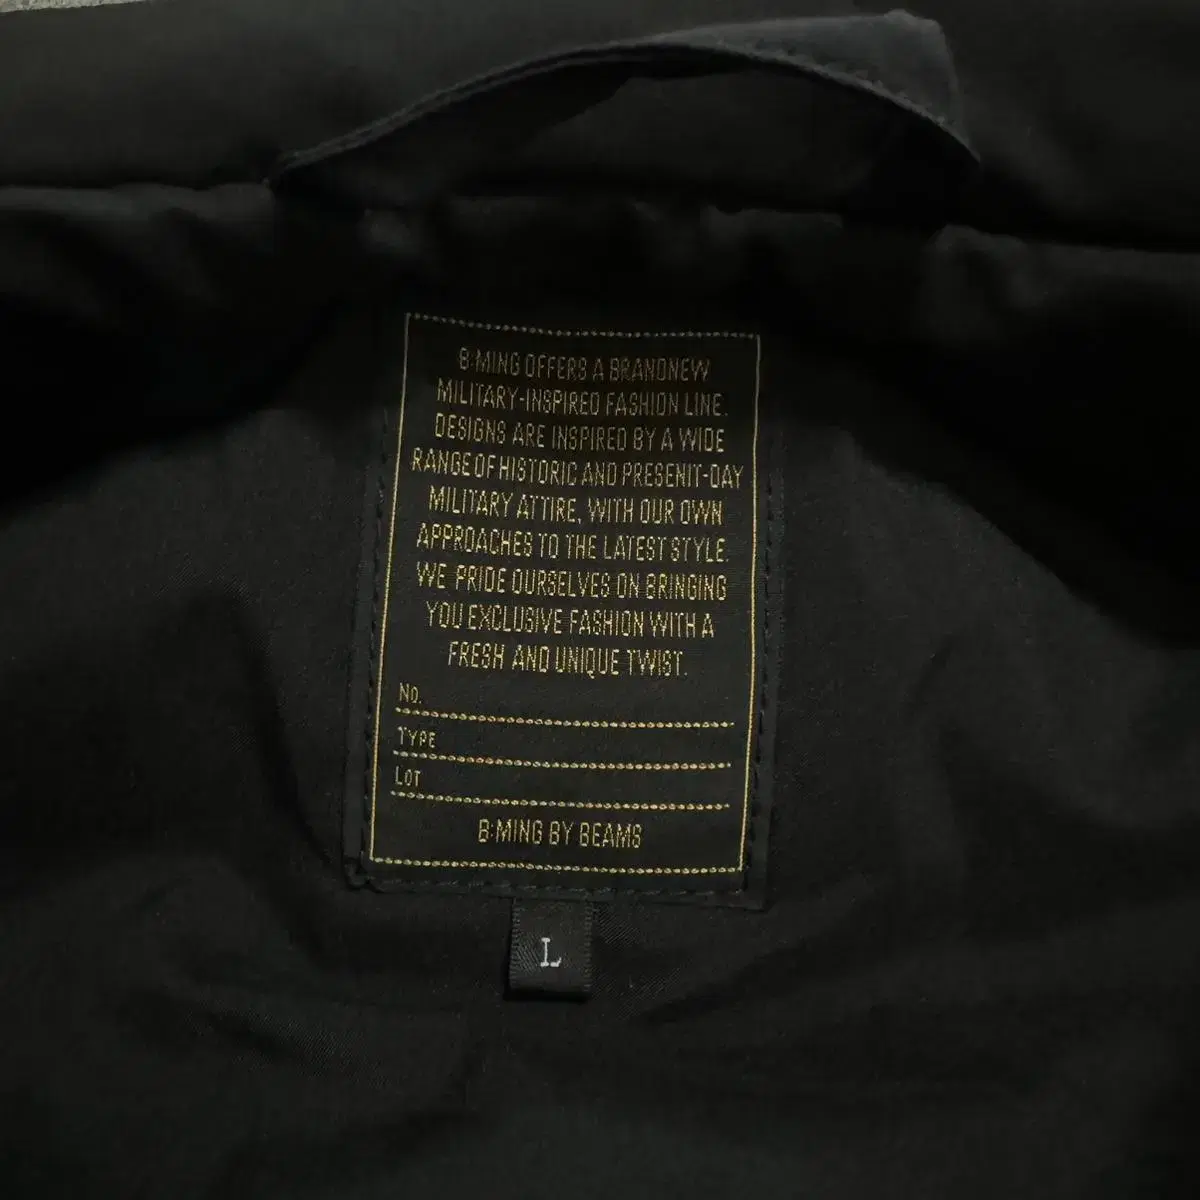 B:MING OFFERS A BRANDNEW
MILITARY-INSPIRED FASHION LINE.
DESIGNS ARE INSPIRED BY A WIDE
RANGE OF HISTORIC AND PRESENIT-DAY
MILITARY ATTIRE, WITH OUR OWN
APPROACHES TO THE LATEST STYLE.
WE PRIDE OURSELVES ON BRINGING
YOU EXCLUSIVE FASHION WITH A
FRESH AND UNIQUE TWIST.
No.
TYPE
LOT
B:MING BY BEAMS
L